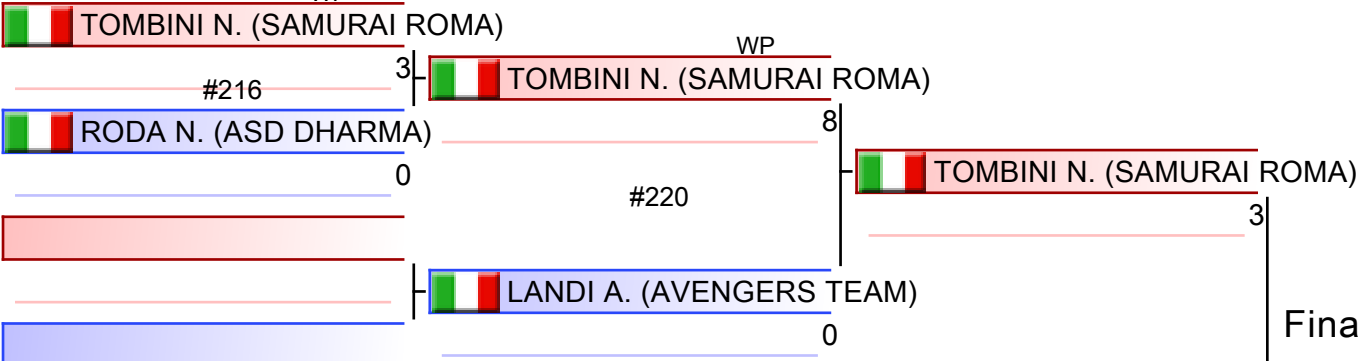 TOMBINI N. (SAMURAI ROMA)
3
#216
RODA N. (ASD DHARMA)
0
WP
TOMBINI N. (SAMURAI ROMA)
8
#220
LANDI A. (AVENGERS TEAM)
0
TOMBINI N. (SAMURAI ROMA)
3
Fina